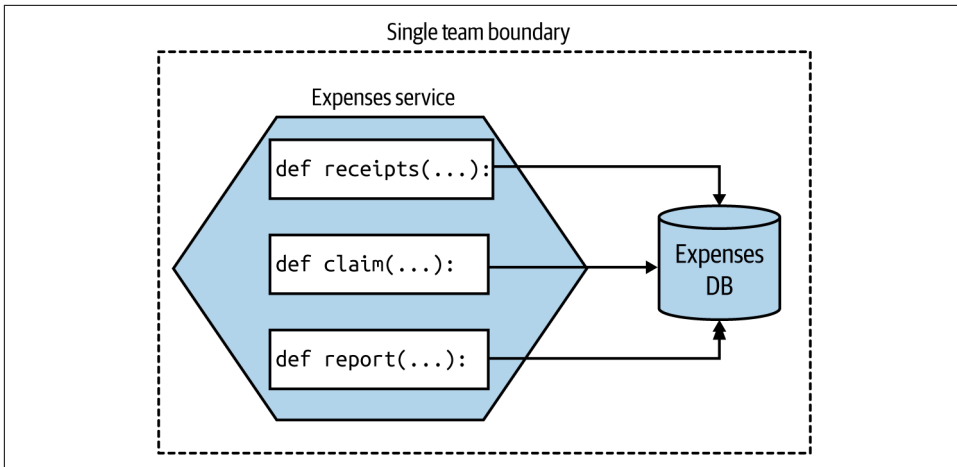 Single team boundary
Expenses service
def receipts(...):
def claim(...):
def report(...):
Expenses
DB